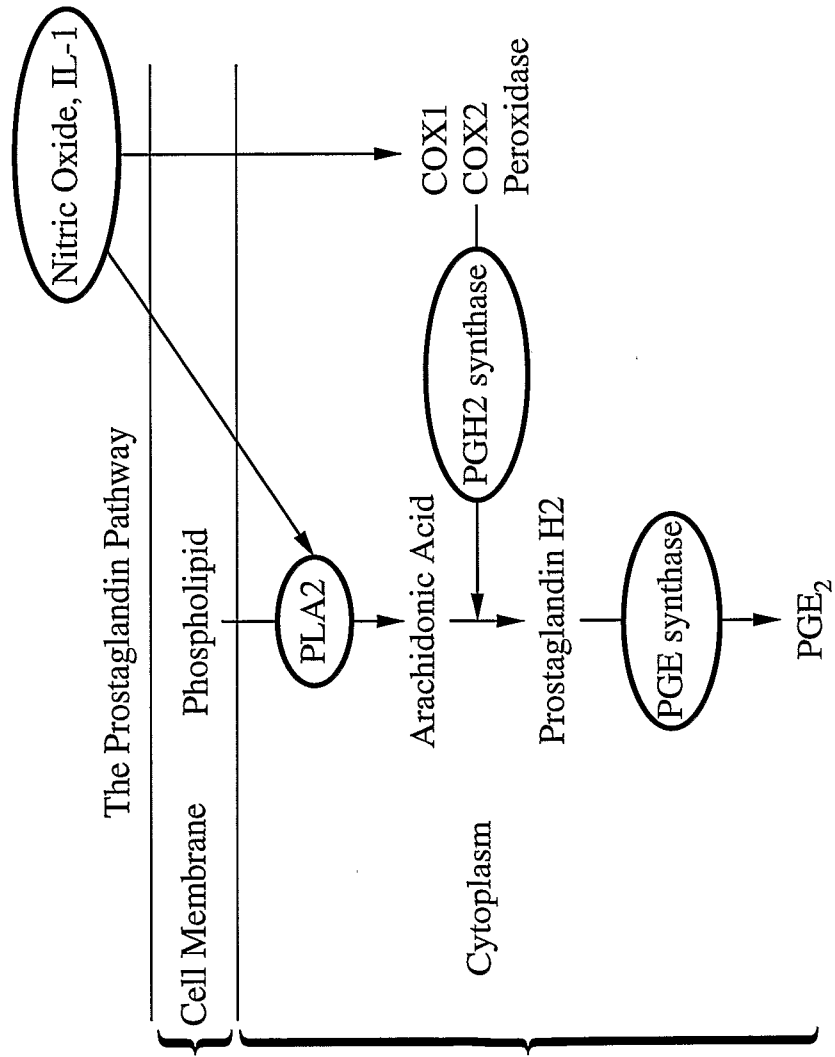 The Prostaglandin Pathway
Nitric Oxide, IL-1
Cell Membrane
Phospholipid
PLA2
Cytoplasm
Arachidonic Acid
COX1
COX2
Peroxidase
PGH2 synthase
Prostaglandin H2
PGE synthase
PGE₂